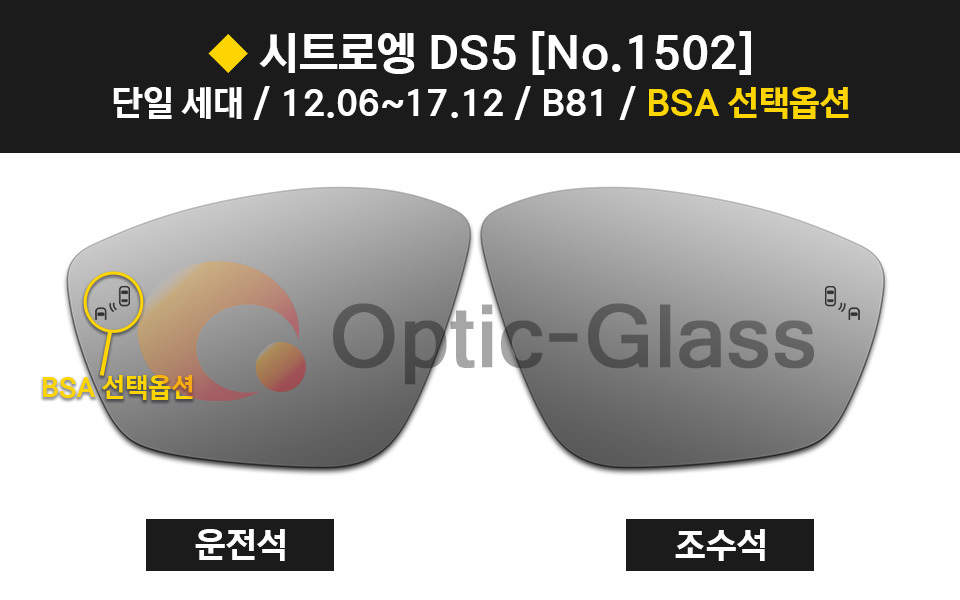 ◆ 시트로엥 DS5 [No.1502]
단일 세대 / 12.06~17.12 / B81 / BSA 선택옵션
Optic-Glass
BSA 선택옵션
운전석
조수석